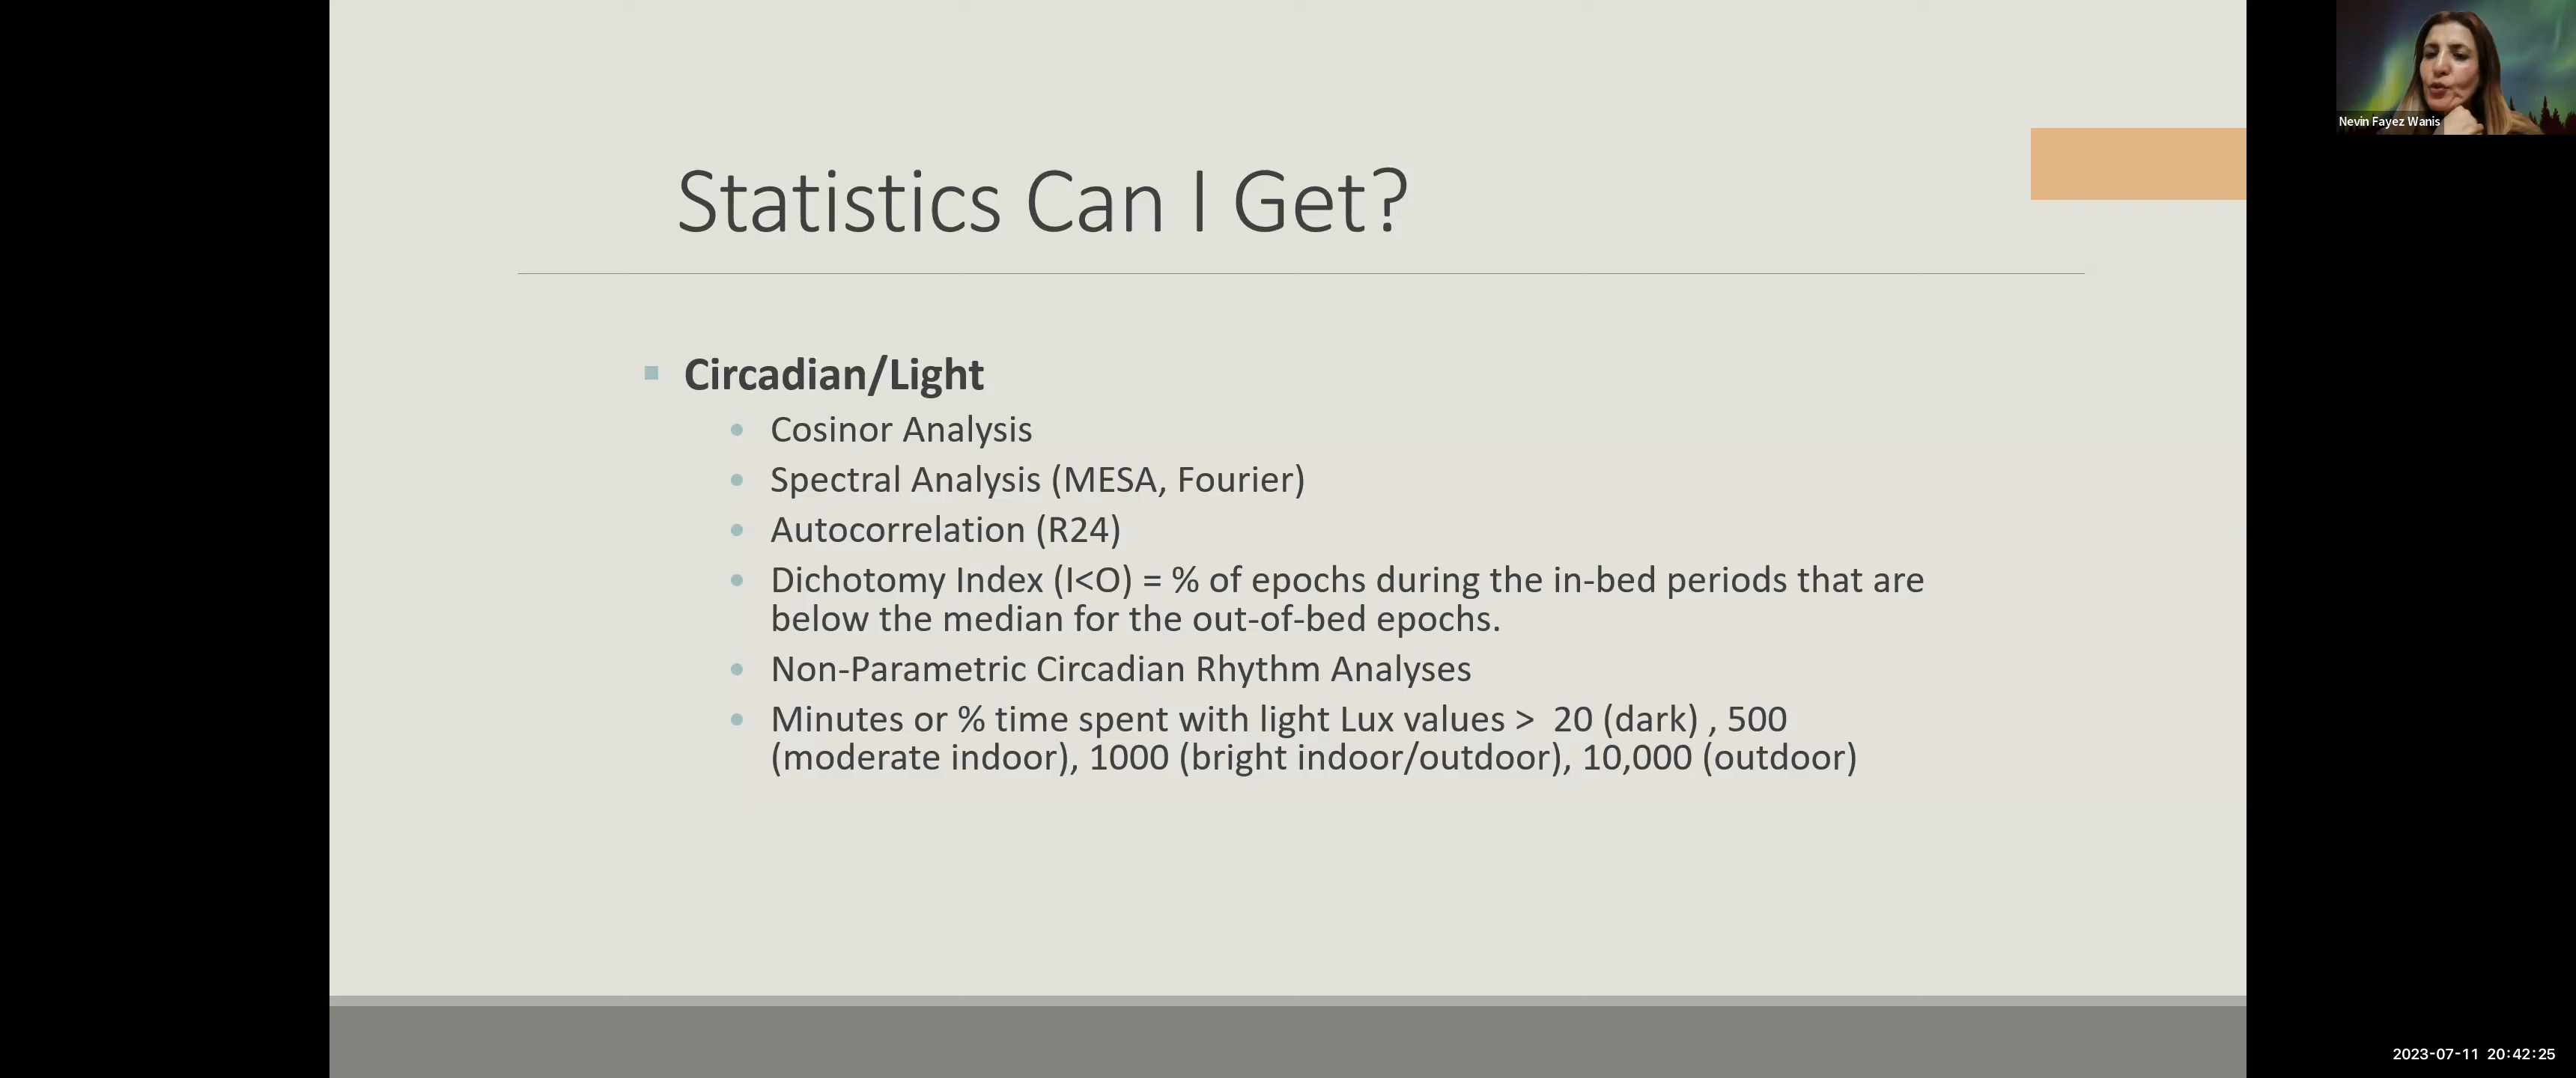 Nevin Fayez Wanis
Statistics Can I Get?
Circadian/Light
Cosinor Analysis
Spectral Analysis (MESA, Fourier)
Autocorrelation (R24)
Dichotomy Index (I<O) = % of epochs during the in-bed periods that are
below the median for the out-of-bed epochs.
Non-Parametric Circadian Rhythm Analyses
Minutes or % time spent with light Lux values >  20 (dark) , 500
(moderate indoor), 1000 (bright indoor/outdoor), 10,000 (outdoor)
2023-07-11 20:42:25